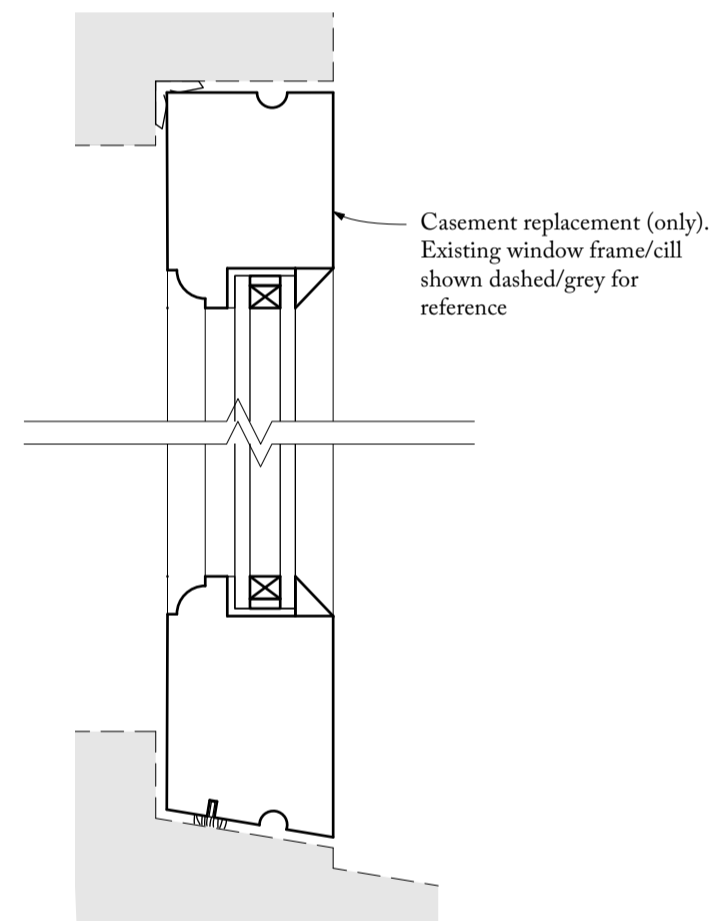 Casement replacement (only).
Existing window frame/cill
shown dashed/grey for
reference